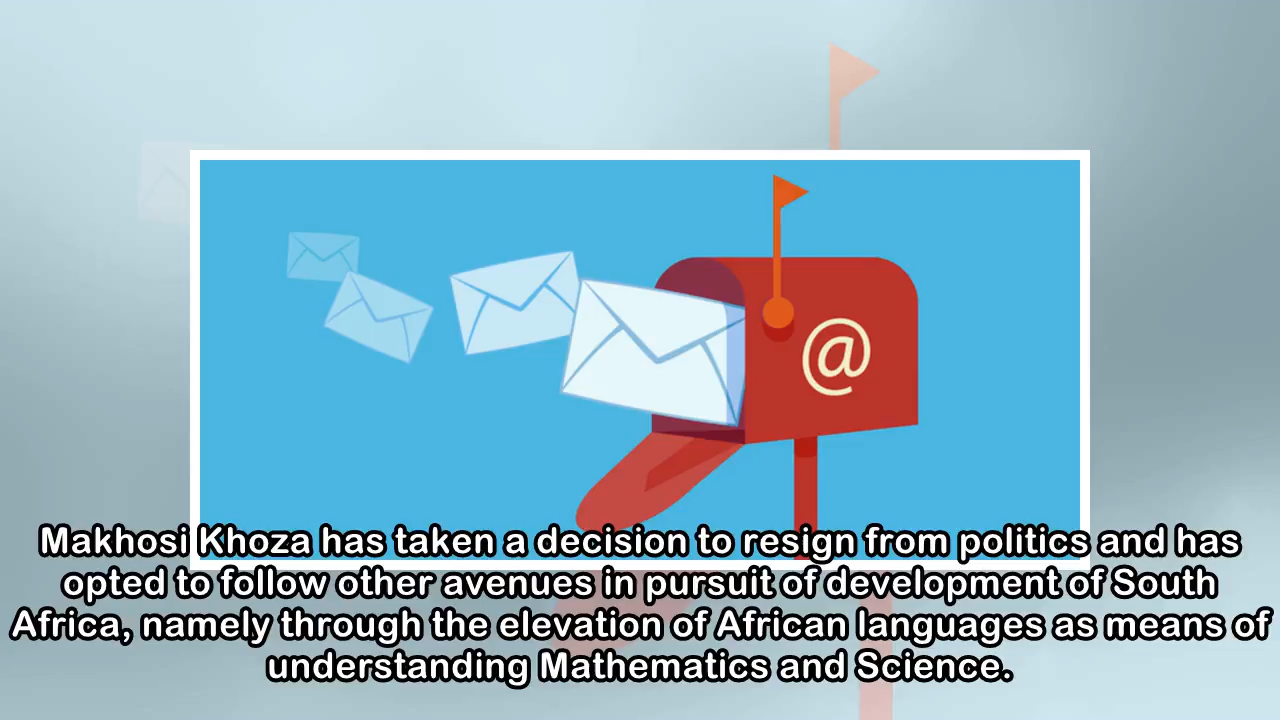 @
Makhosi Khoza has taken a decision to resign from politics and has
opted to follow other avenues in pursuit of development of South
Africa, namely through the elevation of African languages as means of
understanding Mathematics and Science.